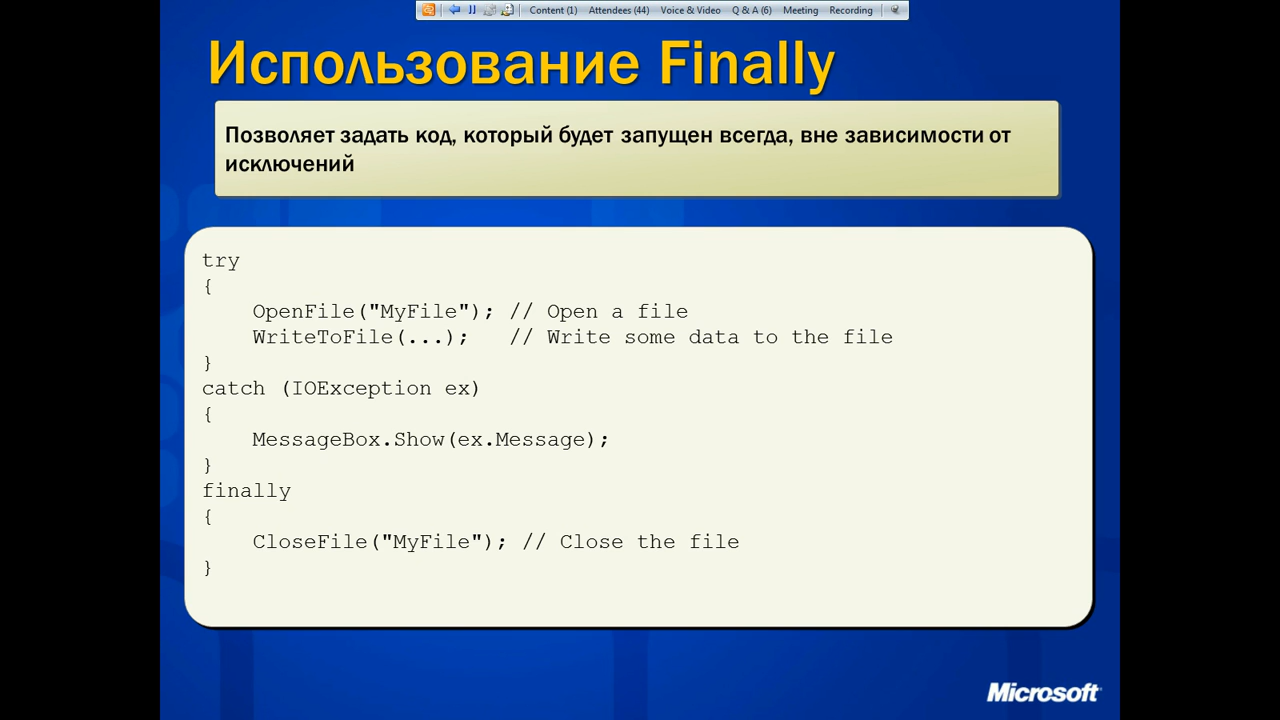 Content (1) Attendees (44) Voice & Video Q & A (6) Meeting Recording
Использование Finally
Позволяет задать код, который будет запущен всегда, вне зависимости от
исключений
try
{
    OpenFile("MyFile"); // Open a file
    WriteToFile(...);   // Write some data to the file
}
catch (IOException ex)
{
    MessageBox.Show(ex.Message);
}
finally
{
    CloseFile("MyFile"); // Close the file
}
Microsoft